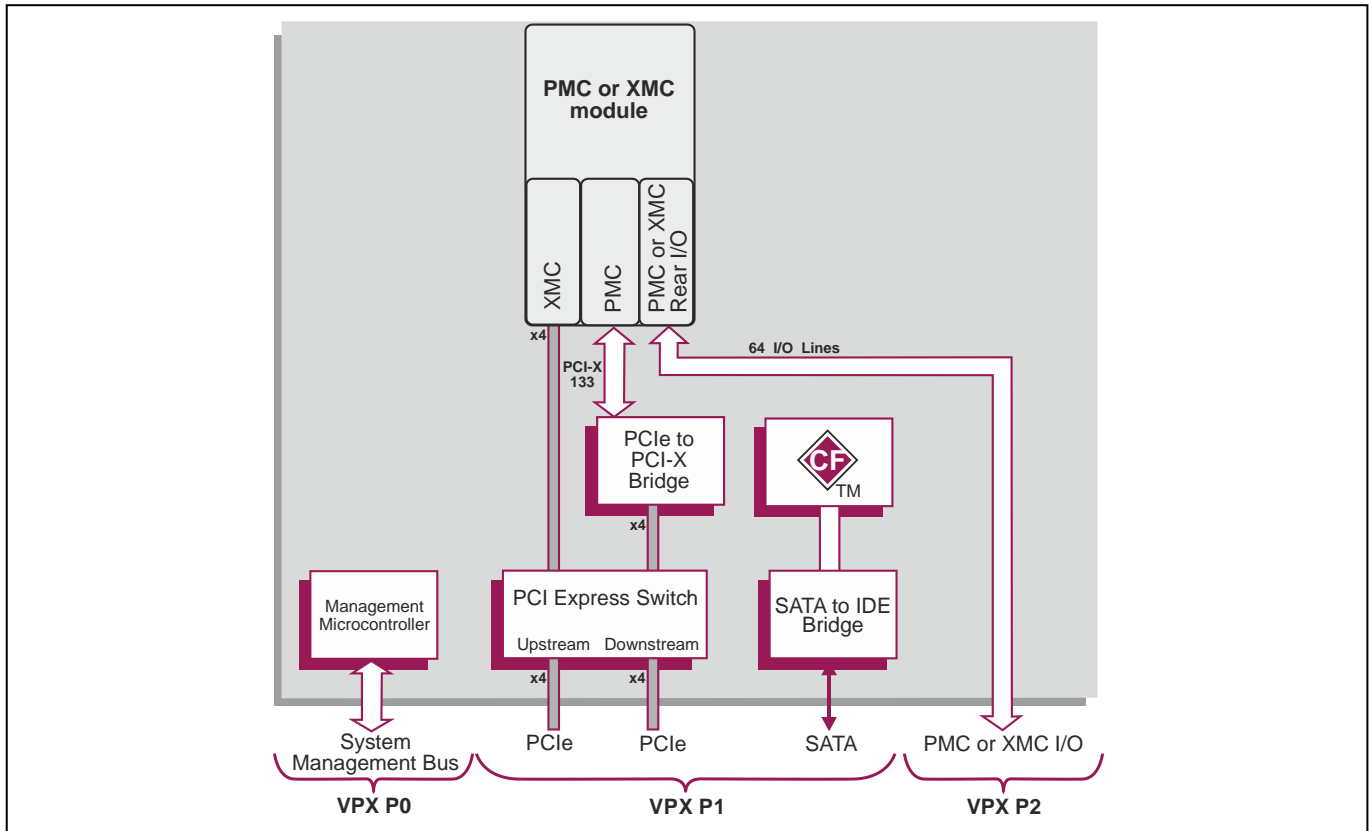 PMC or XMC
module
XMC
PMC
PMC or XMC
Rear I/O
x4
PCI-X
133
64 I/O Lines
PCIe to
PCI-X
Bridge
CF
TM
x4
Management
Microcontroller
PCI Express Switch
Upstream Downstream
SATA to IDE
Bridge
x4
x4
System
Management Bus
PCIe
PCIe
SATA
PMC or XMC I/O
VPX P0
VPX P1
VPX P2